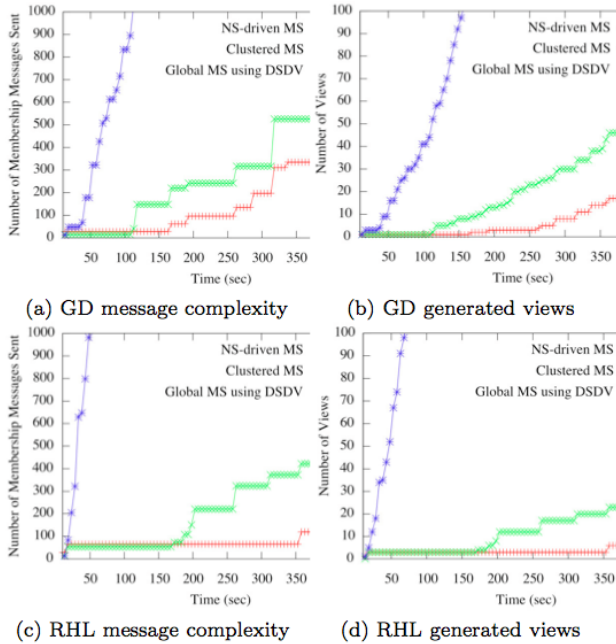 Number of Membership Messages Sent
1000
900
800
700
600
500
400
300
200
100
0
NS-driven MS
Clustered MS
Global MS using DSDV
50 100 150 200 250 300 350
Time (sec)
(a) GD message complexity
Number of Views
100
90
80
70
60
50
40
30
20
10
0
NS-driven MS
Clustered MS
Global MS using DSDV
50 100 150 200 250 300 350
Time (sec)
(b) GD generated views
Number of Membership Messages Sent
1000
900
800
700
600
500
400
300
200
100
0
NS-driven MS
Clustered MS
Global MS using DSDV
50 100 150 200 250 300 350
Time (sec)
(c) RHL message complexity
Number of Views
100
90
80
70
60
50
40
30
20
10
0
NS-driven MS
Clustered MS
Global MS using DSDV
50 100 150 200 250 300 350
Time (sec)
(d) RHL generated views